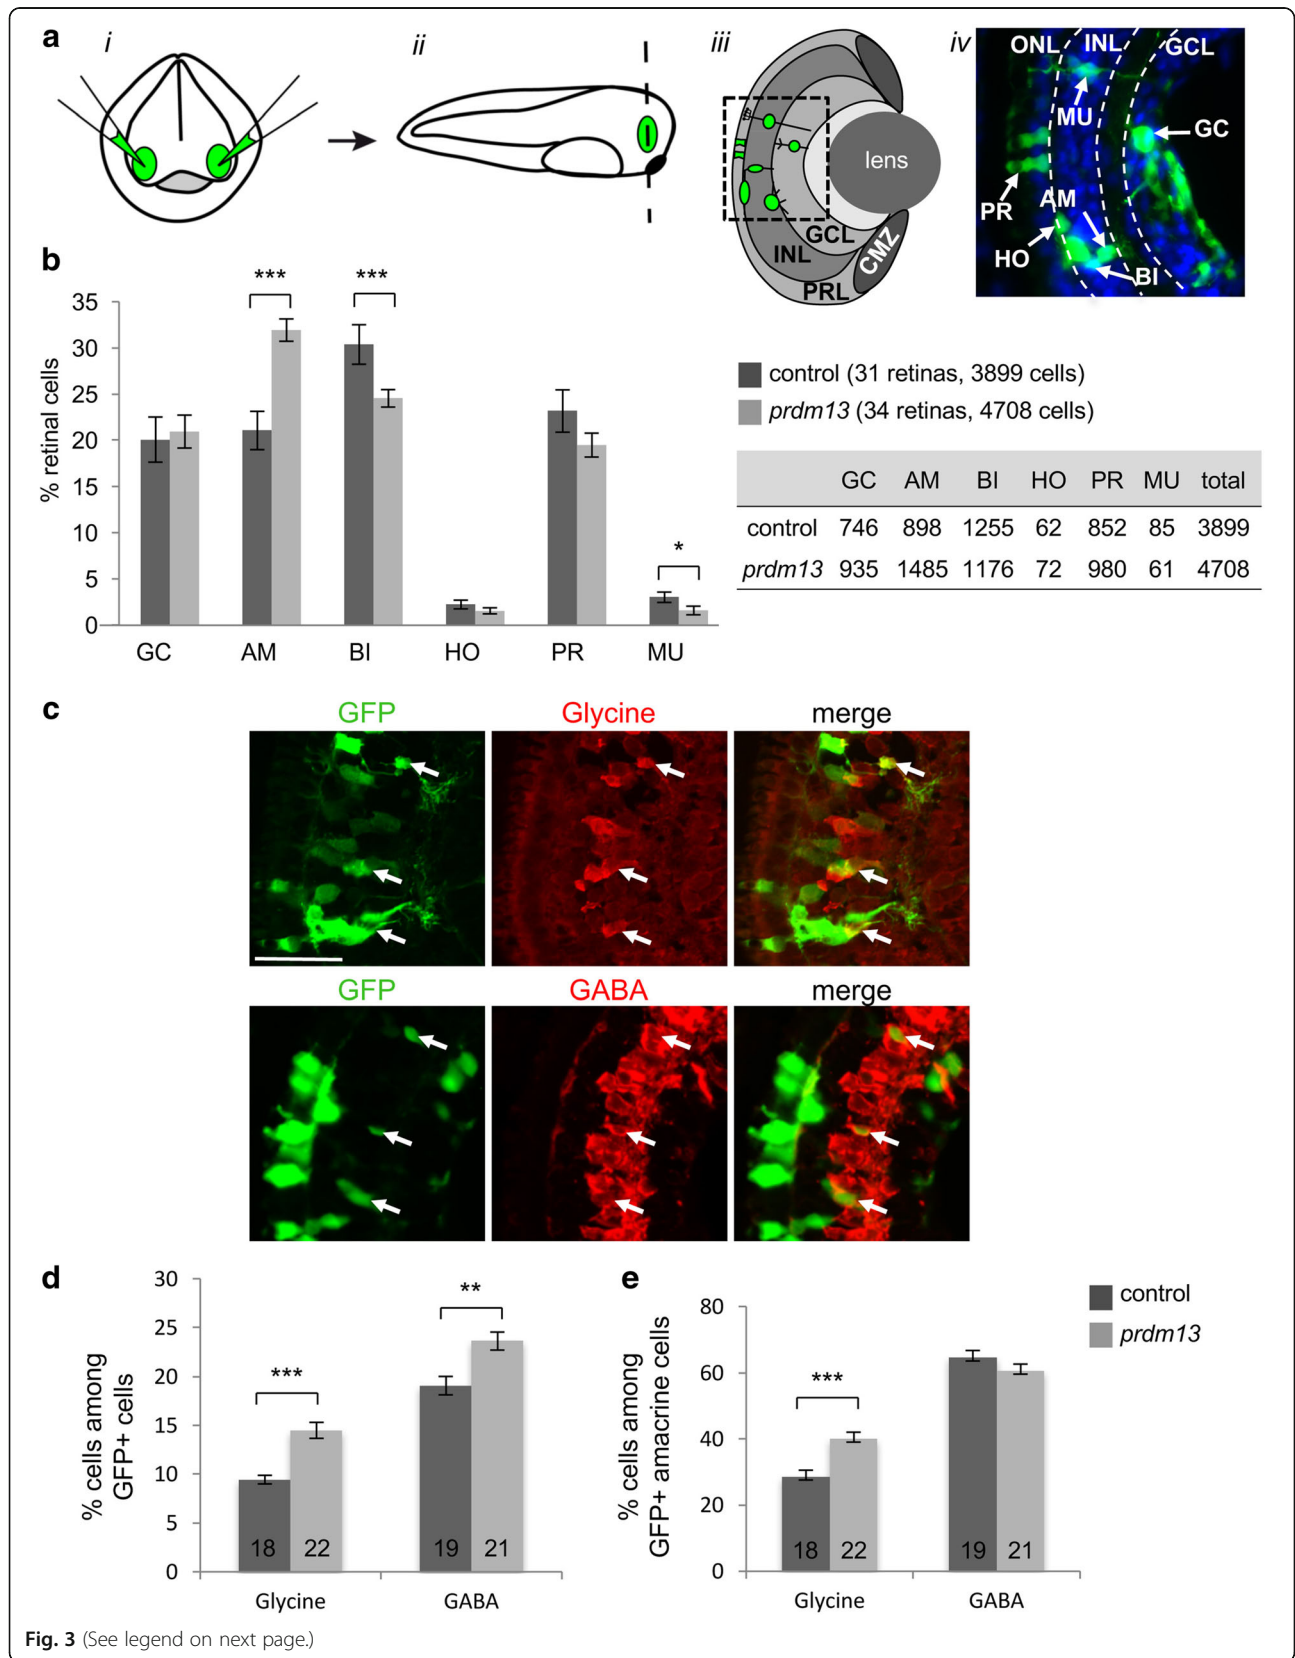 a
i
ii
iii
iv
lens
GCL
INL
PRL
CMZ
ONL
INL
GCL
MU
GC
PR
AM
HO
BI
b
% retinal cells
35
30
25
20
15
10
5
0
***
***
*
GC AM BI HO PR MU
control (31 retinas, 3899 cells)
prdm13 (34 retinas, 4708 cells)
GC AM BI HO PR MU total
control 746 898 1255 62 852 85 3899
prdm13 935 1485 1176 72 980 61 4708
c
GFP Glycine merge
GFP GABA merge
d
% cells among
GFP+ cells
30
25
20
15
10
5
0
***
**
18 22 19 21
Glycine GABA
e
% cells among
GFP+ amacrine cells
80
60
40
20
0
***
18 22 19 21
Glycine GABA
control
prdm13
Fig. 3 (See legend on next page.)